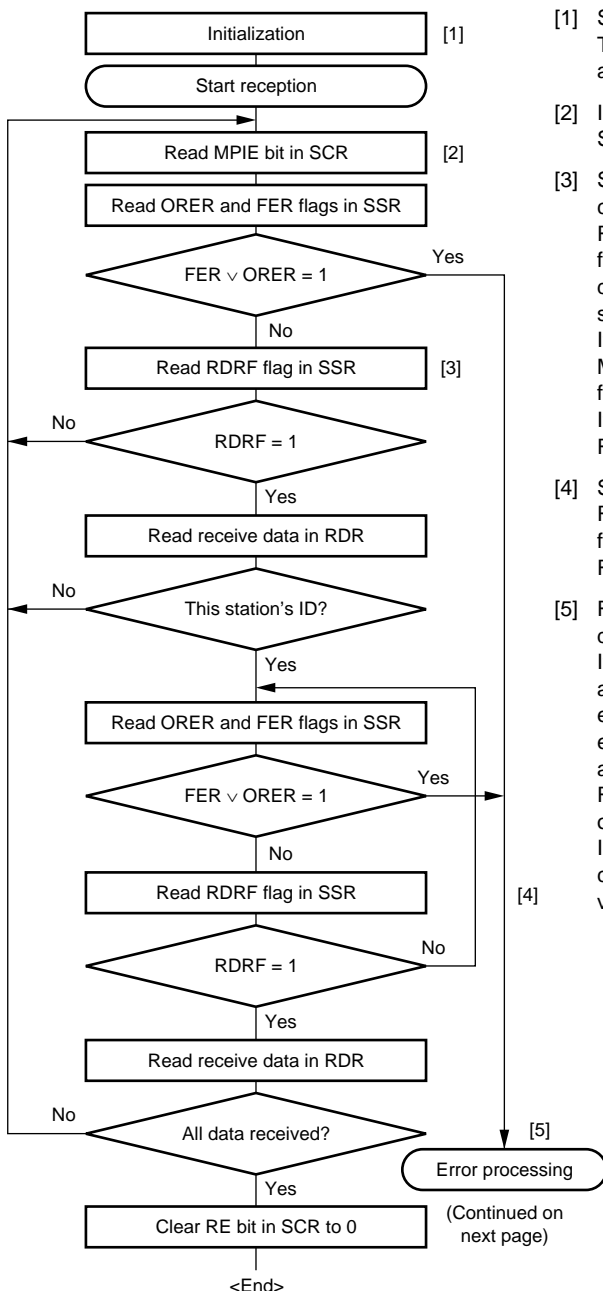 Initialization
[1]
Start reception
Read MPIE bit in SCR
[2]
Read ORER and FER flags in SSR
FER ∨ ORER = 1
Yes
No
Read RDRF flag in SSR
[3]
No
RDRF = 1
Yes
Read receive data in RDR
No
This station's ID?
Yes
Read ORER and FER flags in SSR
FER ∨ ORER = 1
Yes
No
Read RDRF flag in SSR
[4]
RDRF = 1
No
Yes
Read receive data in RDR
No
All data received?
[5]
Error processing
Yes
(Continued on
next page)
Clear RE bit in SCR to 0
<End>
[1] S
T
a
[2] I
S
[3] S
c
F
f
c
s
I
M
f
I
F
[4] S
F
f
F
[5] F
c
I
a
e
e
a
F
c
I
c
v